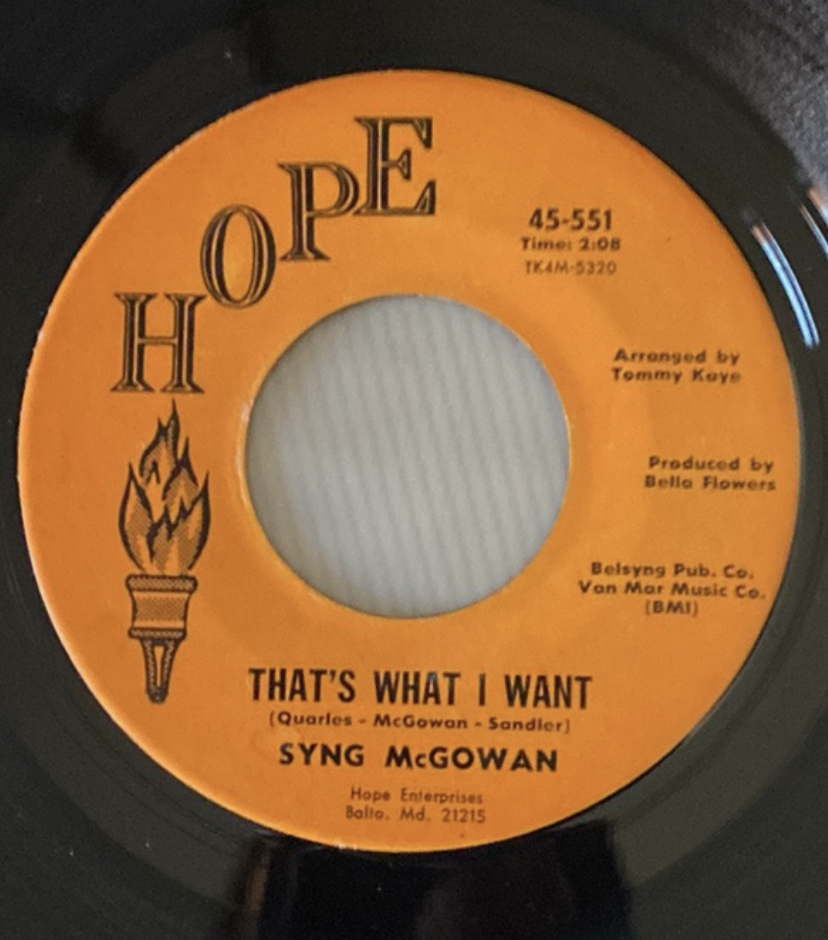 HOPE
45-551
Time: 2:08
TK4M-5320
Arranged by
Tommy Kaye
Produced by
Bello Flowers
Belsyng Pub. Co.
Van Mar Music Co.
(BMI)
THAT'S WHAT I WANT
(Quarles - McGowan - Sandler)
SYNG McGOWAN
Hope Enterprises
Balto. Md. 21215